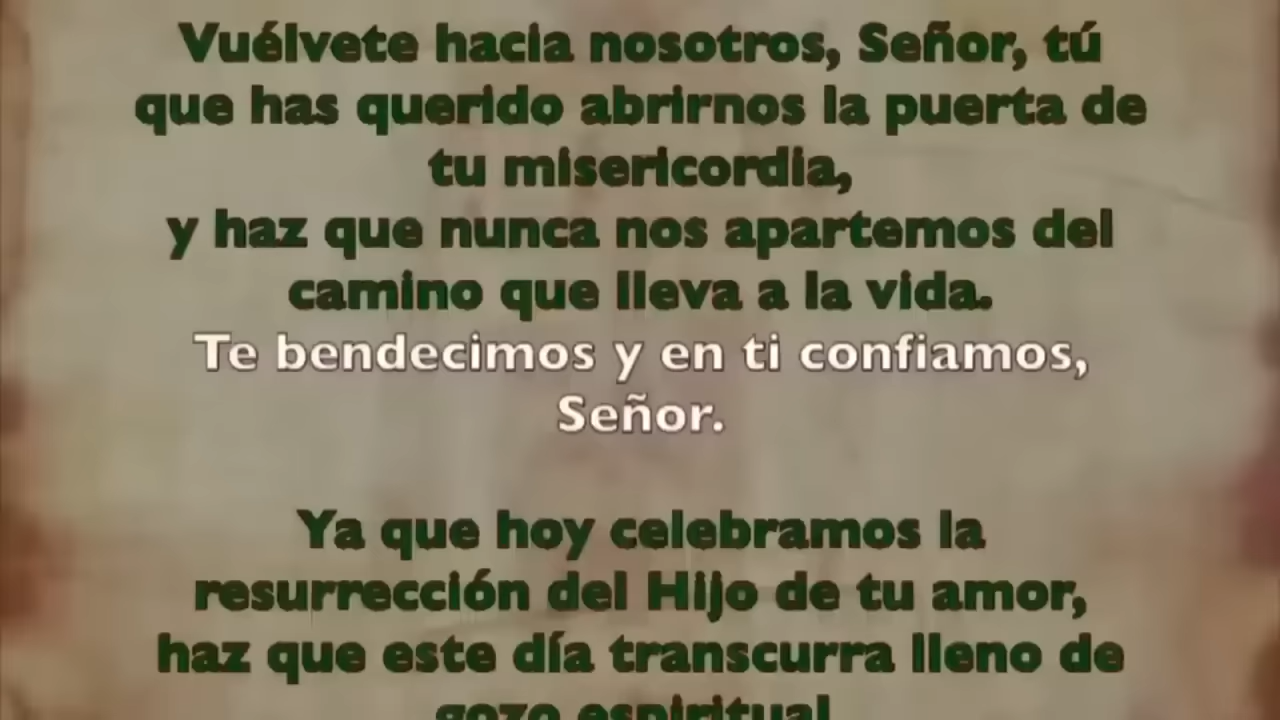 Vuélvete hacia nosotros, Señor, tú
que has querido abrirnos la puerta de
tu misericordia,
y haz que nunca nos apartemos del
camino que lleva a la vida.
Te bendecimos y en ti confiamos,
Señor.
Ya que hoy celebramos la
resurrección del Hijo de tu amor,
haz que este día transcurra lleno de
gozo espiritual